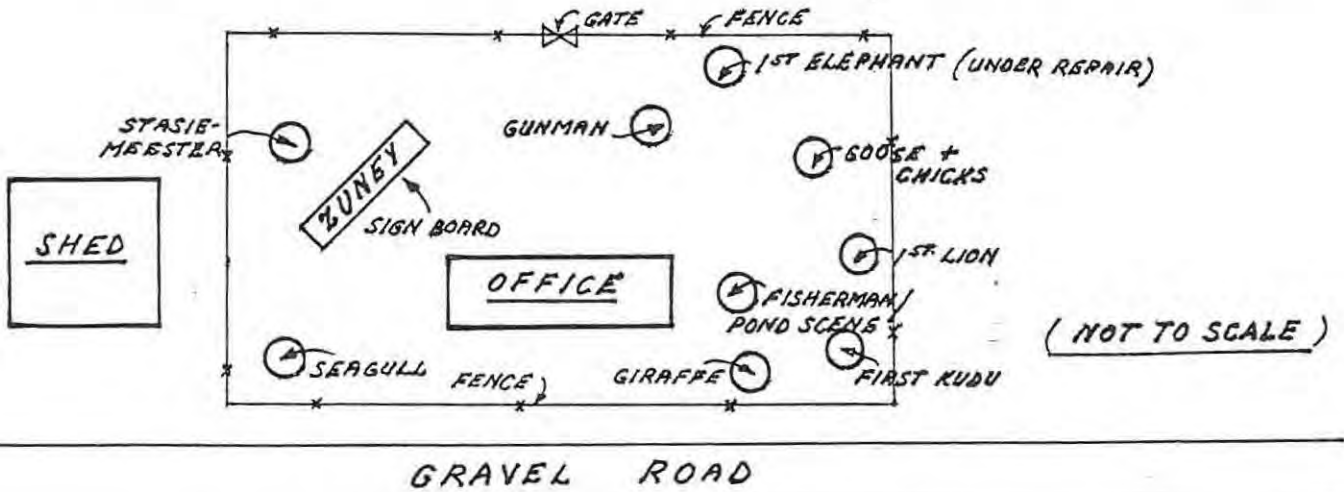 GATE
FENCE
1ST ELEPHANT (UNDER REPAIR)
STASIE-
MEESTER
GUNMAN
GOOSE +
CHICKS
ZUNEY
SIGN BOARD
SHED
1ST. LION
OFFICE
FISHERMAN/
POND SCENE
(NOT TO SCALE)
SEAGULL
FENCE
GIRAFFE
FIRST KUDU
GRAVEL ROAD